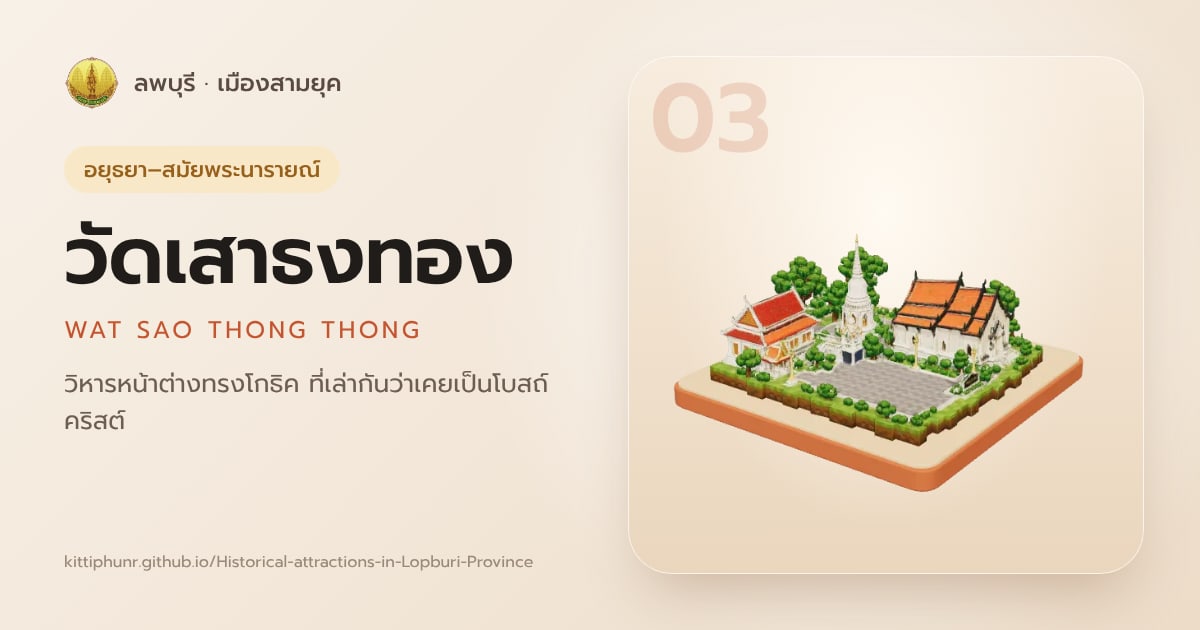 ลพบุรี · เมืองสามยุค
อยุธยา–สมัยพระนารายณ์
วัดเสาธงทอง
WAT SAO THONG THONG
วิหารหน้าต่างทรงโกธิค ที่เล่ากันว่าเคยเป็นโบสถ์
คริสต์
kittiphunr.github.io/Historical-attractions-in-Lopburi-Province
03